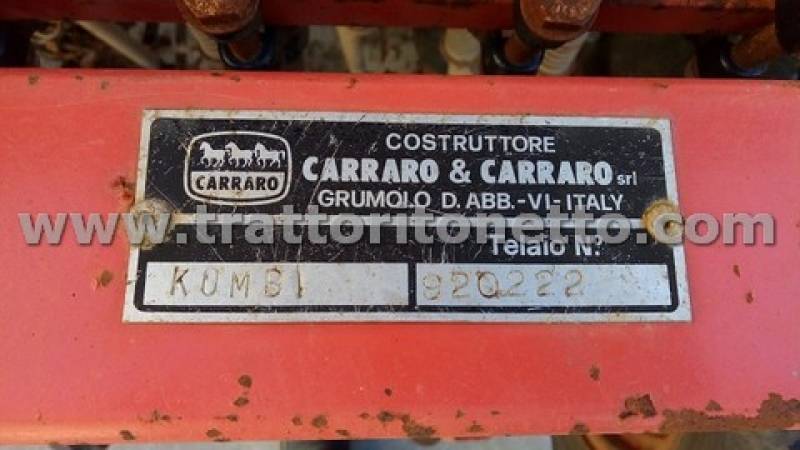 COSTRUTTORE
CARRARO
CARRARO & CARRARO srl
GRUMOLO D. ABB.-VI-ITALY
www.trattoritonetto.com
Telaio N.
KOMBI 920222